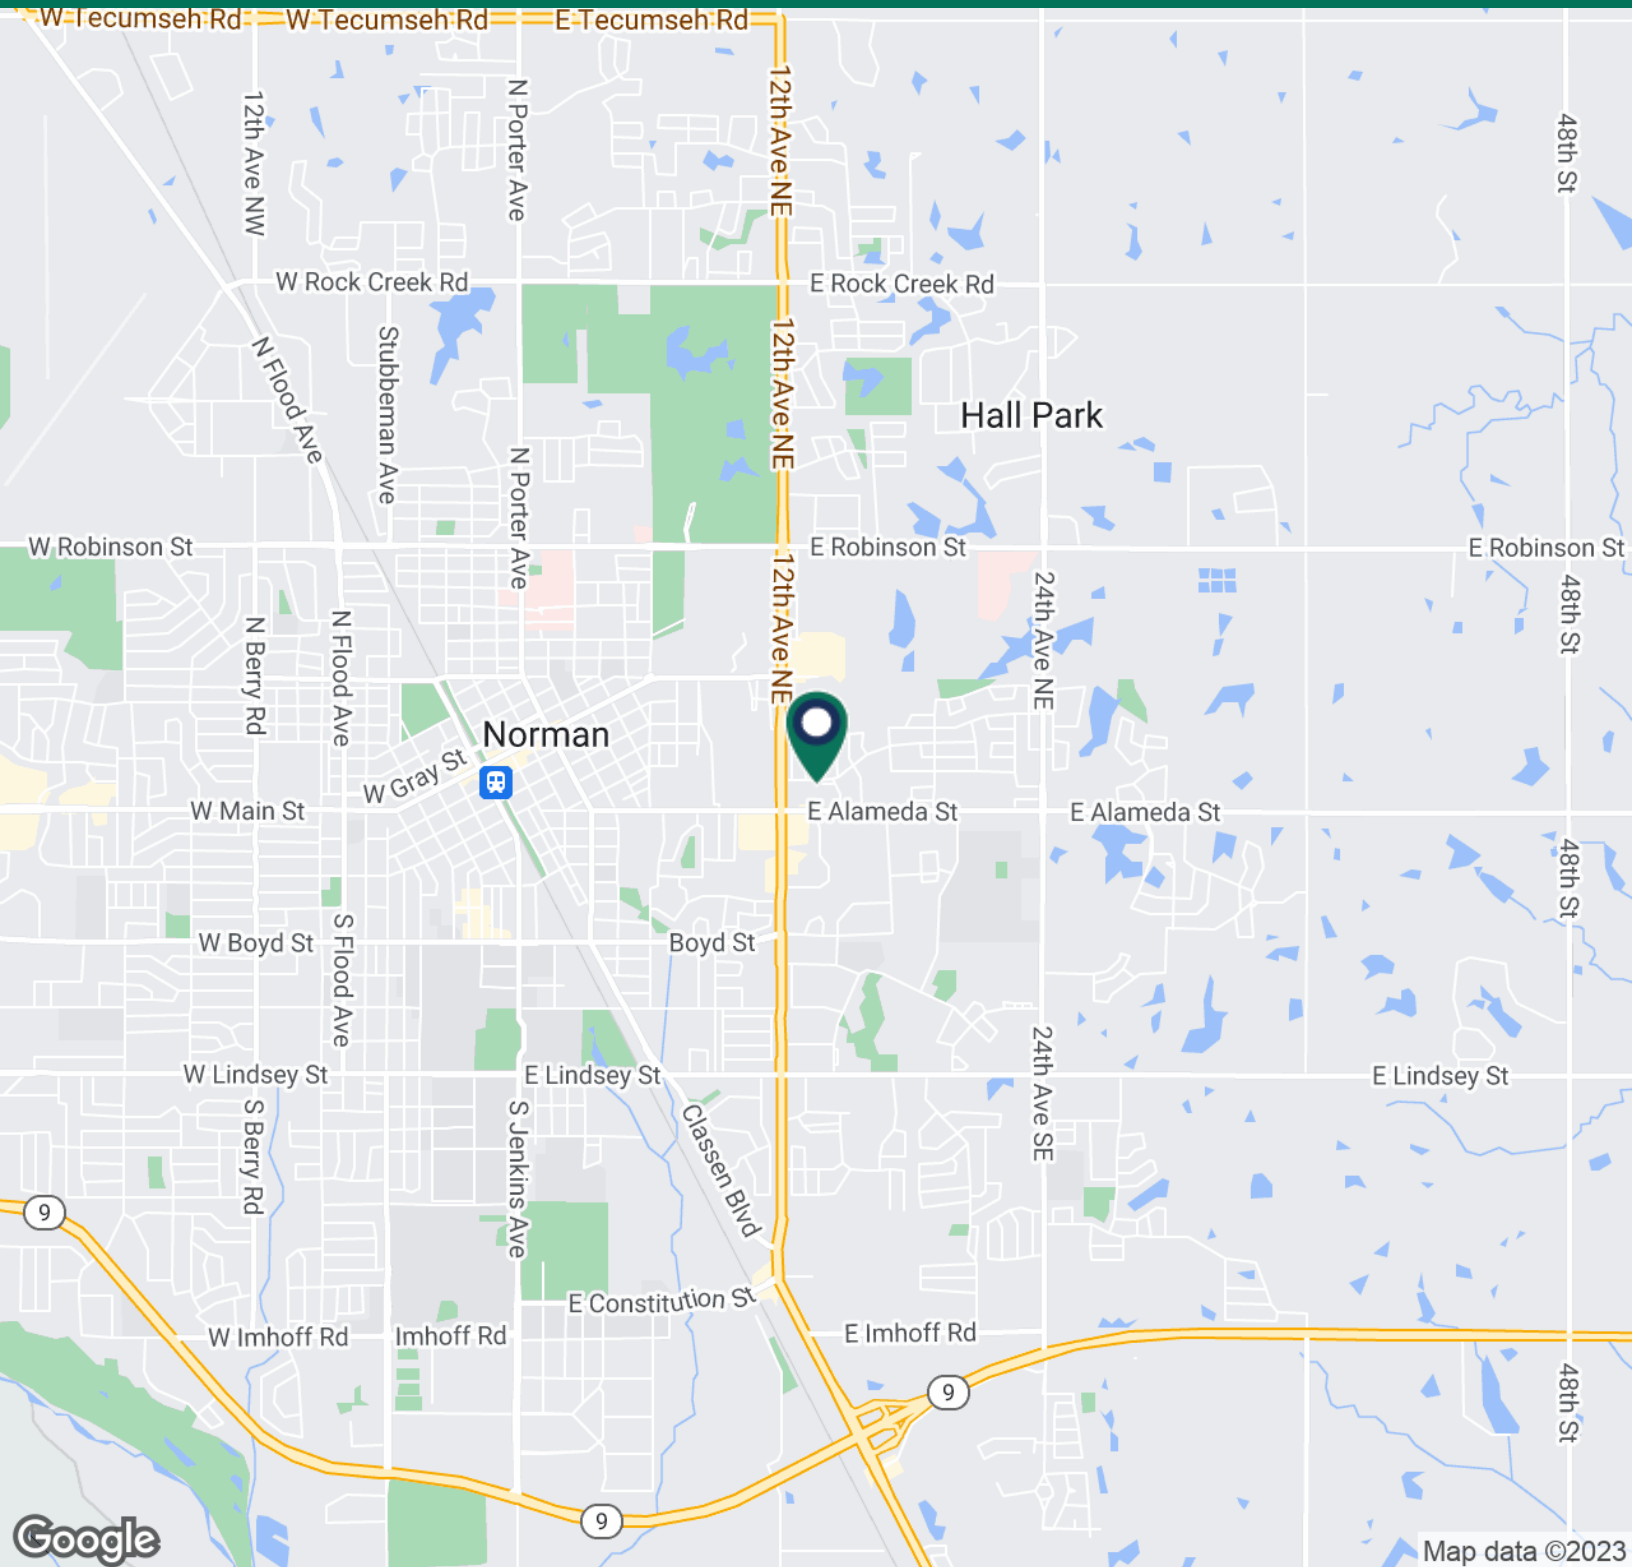 W Tecumseh Rd
W Tecumseh Rd
E Tecumseh Rd
12th Ave NW
N Porter Ave
12th Ave NE
48th St
W Rock Creek Rd
E Rock Creek Rd
N Flood Ave
Stubbeman Ave
12th Ave NE
Hall Park
N Porter Ave
W Robinson St
E Robinson St
E Robinson St
12th Ave NE
24th Ave NE
48th St
N Berry Rd
N Flood Ave
Norman
W Gray St
W Main St
E Alameda St
E Alameda St
48th St
W Boyd St
S Flood Ave
Boyd St
W Lindsey St
E Lindsey St
24th Ave SE
E Lindsey St
S Berry Rd
S Jenkins Ave
Classen Blvd
9
E Constitution St
W Imhoff Rd
Imhoff Rd
E Imhoff Rd
9
48th St
9
Google
Map data ©2023